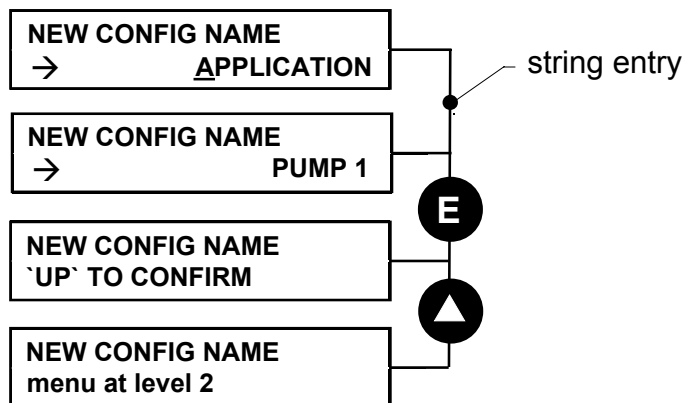 NEW CONFIG NAME
→ APPLICATION
string entry
NEW CONFIG NAME
→ PUMP 1
E
NEW CONFIG NAME
`UP` TO CONFIRM
NEW CONFIG NAME
menu at level 2